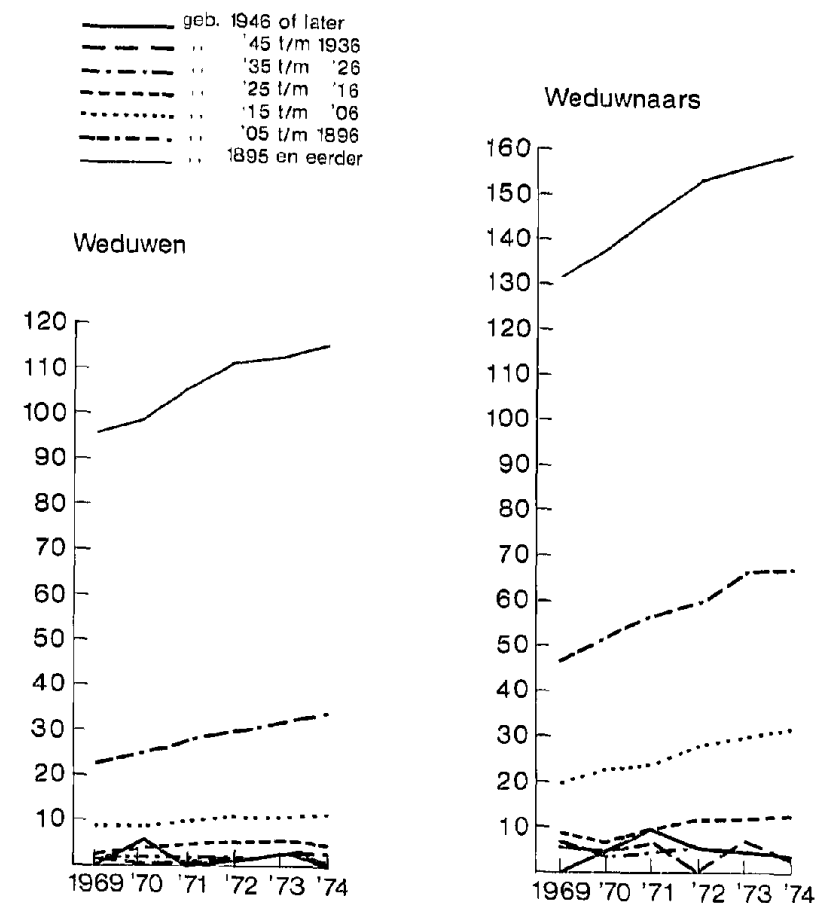 geb. 1946 of later
,, '45 t/m 1936
,, '35 t/m '26
,, '25 t/m '16
,, '15 t/m '06
,, '05 t/m 1896
,, 1895 en eerder
Weduwen
120
110
100
90
80
70
60
50
40
30
20
10
1969 '70 '71 '72 '73 '74
Weduwnaars
160
150
140
130
120
110
100
90
80
70
60
50
40
30
20
10
1969 '70 '71 '72 '73 '74